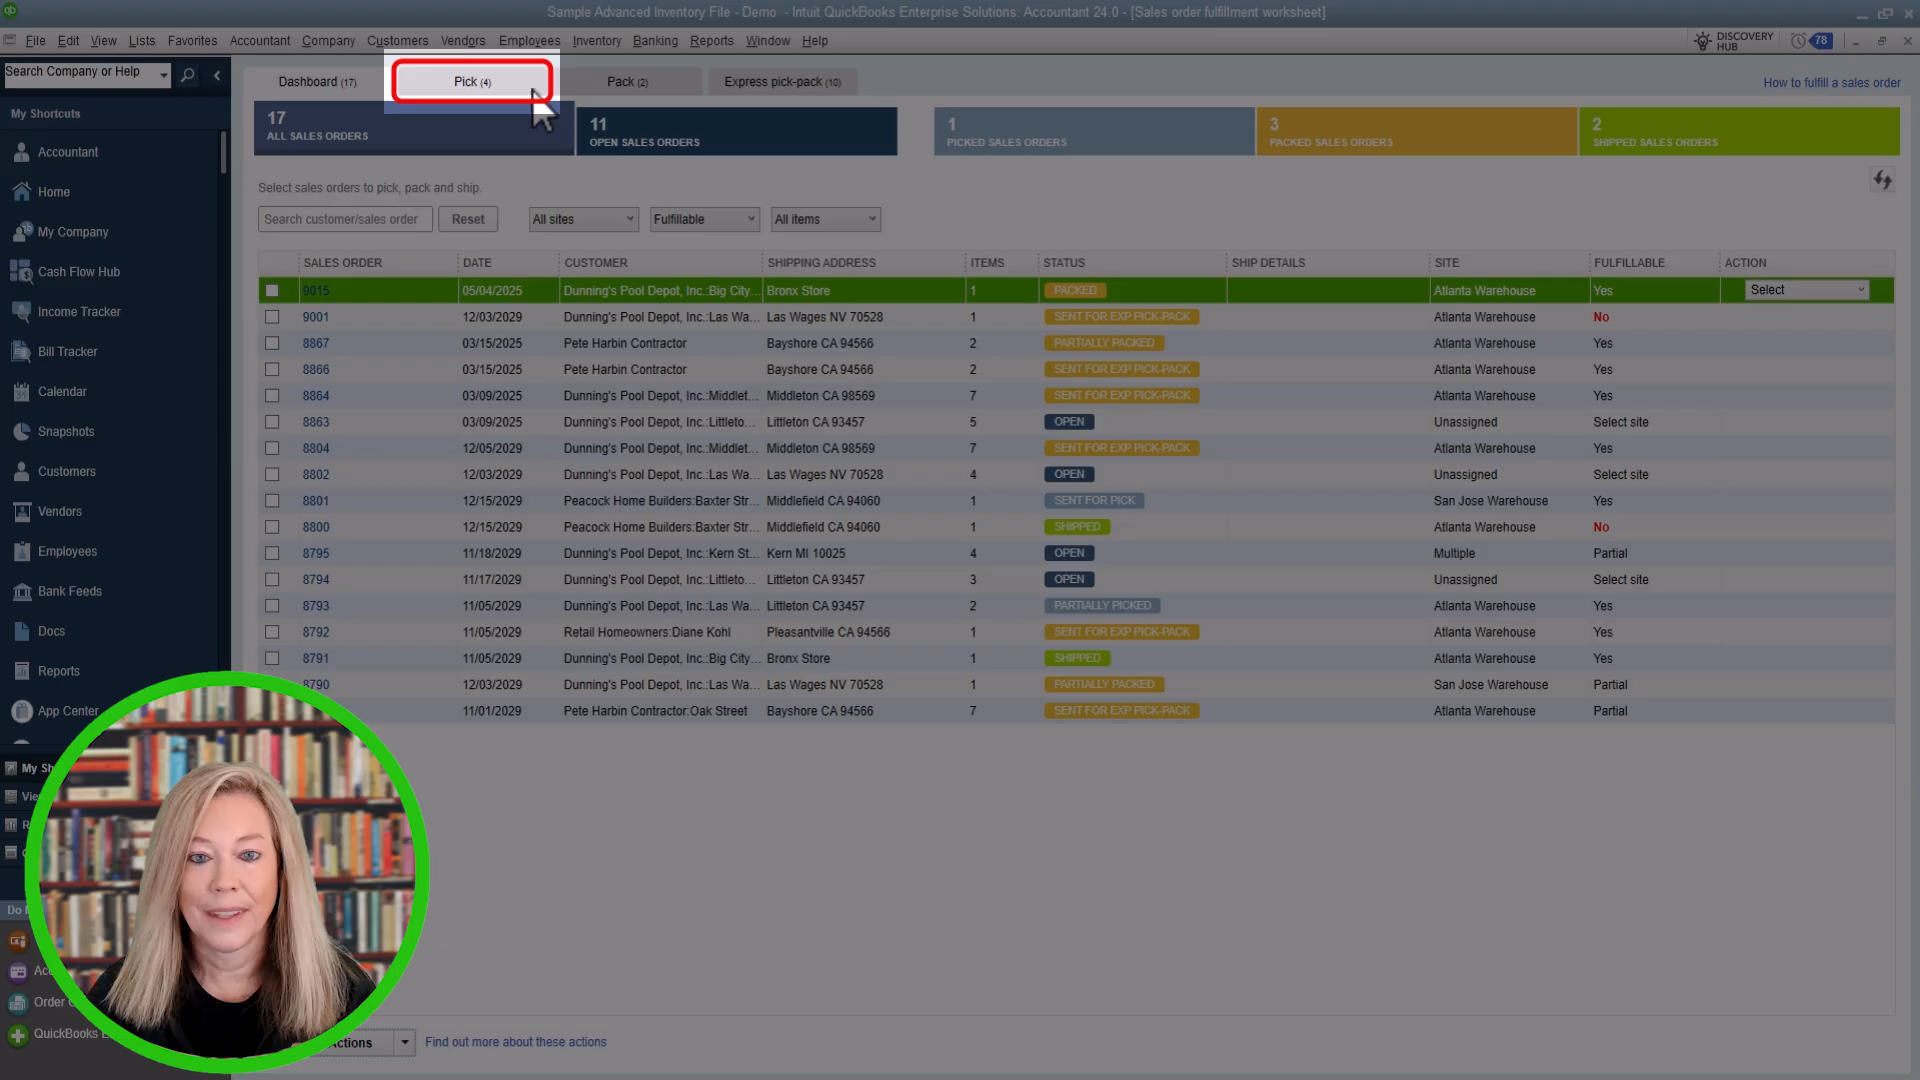 Sample Advanced Inventory File - Demo - Intuit QuickBooks Enterprise Solutions: Accountant 24.0 - [Sales order fulfillment worksheet]
File Edit View Lists Favorites Accountant Company Customers Vendors Employees Inventory Banking Reports Window Help
DISCOVERY HUB 78
Search Company or Help
Dashboard (17) Pick (4) Pack (2) Express pick-pack (10) How to fulfill a sales order
My Shortcuts
Accountant
Home
My Company
Cash Flow Hub
Income Tracker
Bill Tracker
Calendar
Snapshots
Customers
Vendors
Employees
Bank Feeds
Docs
Reports
App Center
My Sh
Do
Order
QuickBooks
17 ALL SALES ORDERS
11 OPEN SALES ORDERS
1 PICKED SALES ORDERS
3 PACKED SALES ORDERS
2 SHIPPED SALES ORDERS
Select sales orders to pick, pack and ship.
Search customer/sales order Reset All sites Fulfillable All items
SALES ORDER DATE CUSTOMER SHIPPING ADDRESS ITEMS STATUS SHIP DETAILS SITE FULFILLABLE ACTION
9015 05/04/2025 Dunning's Pool Depot, Inc.:Big City... Bronx Store 1 PACKED Atlanta Warehouse Yes Select
9001 12/03/2029 Dunning's Pool Depot, Inc.:Las Wa... Las Wages NV 70528 1 SENT FOR EXP PICK-PACK Atlanta Warehouse No
8867 03/15/2025 Pete Harbin Contractor Bayshore CA 94566 2 PARTIALLY PACKED Atlanta Warehouse Yes
8866 03/15/2025 Pete Harbin Contractor Bayshore CA 94566 2 SENT FOR EXP PICK-PACK Atlanta Warehouse Yes
8864 03/09/2025 Dunning's Pool Depot, Inc.:Middlet... Middleton CA 98569 7 SENT FOR EXP PICK-PACK Atlanta Warehouse Yes
8863 03/09/2025 Dunning's Pool Depot, Inc.:Littleto... Littleton CA 93457 5 OPEN Unassigned Select site
8804 12/05/2029 Dunning's Pool Depot, Inc.:Middlet... Middleton CA 98569 7 SENT FOR EXP PICK-PACK Atlanta Warehouse Yes
8802 12/03/2029 Dunning's Pool Depot, Inc.:Las Wa... Las Wages NV 70528 4 OPEN Unassigned Select site
8801 12/15/2029 Peacock Home Builders:Baxter Str... Middlefield CA 94060 1 SENT FOR PICK San Jose Warehouse Yes
8800 12/15/2029 Peacock Home Builders:Baxter Str... Middlefield CA 94060 1 SHIPPED Atlanta Warehouse No
8795 11/18/2029 Dunning's Pool Depot, Inc.:Kern St... Kern MI 10025 4 OPEN Multiple Partial
8794 11/17/2029 Dunning's Pool Depot, Inc.:Littleto... Littleton CA 93457 3 OPEN Unassigned Select site
8793 11/05/2029 Dunning's Pool Depot, Inc.:Las Wa... Littleton CA 93457 2 PARTIALLY PICKED Atlanta Warehouse Yes
8792 11/05/2029 Retail Homeowners:Diane Kohl Pleasantville CA 94566 1 SENT FOR EXP PICK-PACK Atlanta Warehouse Yes
8791 11/05/2029 Dunning's Pool Depot, Inc.:Big City... Bronx Store 1 SHIPPED Atlanta Warehouse Yes
8790 12/03/2029 Dunning's Pool Depot, Inc.:Las Wa... Las Wages NV 70528 1 PARTIALLY PACKED San Jose Warehouse Partial
11/01/2029 Pete Harbin Contractor:Oak Street Bayshore CA 94566 7 SENT FOR EXP PICK-PACK Atlanta Warehouse Partial
ctions Find out more about these actions